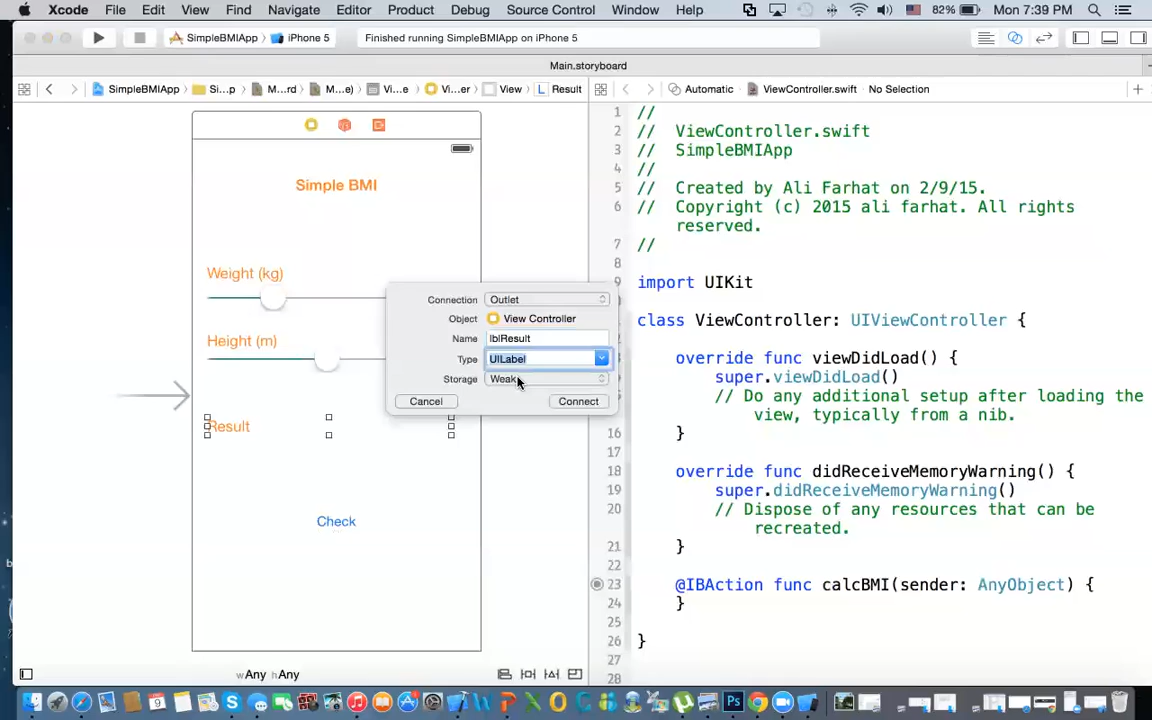 Xcode File Edit View Find Navigate Editor Product Debug Source Control Window Help 82% Mon 7:39 PM
SimpleBMIApp iPhone 5 Finished running SimpleBMIApp on iPhone 5
Main.storyboard
SimpleBMIApp Si...p M...rd M...e) Vi...e V...er View L Result
Automatic ViewController.swift No Selection
Simple BMI
Weight (kg)
Height (m)
Result
Check
Connection Outlet
Object View Controller
Name lblResult
Type UILabel
Storage Weak
Cancel Connect
1 //
2 // ViewController.swift
3 // SimpleBMIApp
4 //
5 // Created by Ali Farhat on 2/9/15.
6 // Copyright (c) 2015 ali farhat. All rights
reserved.
7 //
import UIKit
class ViewController: UIViewController {
override func viewDidLoad() {
super.viewDidLoad()
// Do any additional setup after loading the
view, typically from a nib.
16 }
17
18 override func didReceiveMemoryWarning() {
19 super.didReceiveMemoryWarning()
20 // Dispose of any resources that can be
recreated.
21 }
22
23 @IBAction func calcBMI(sender: AnyObject) {
24 }
25
26 }
27
28
wAny hAny